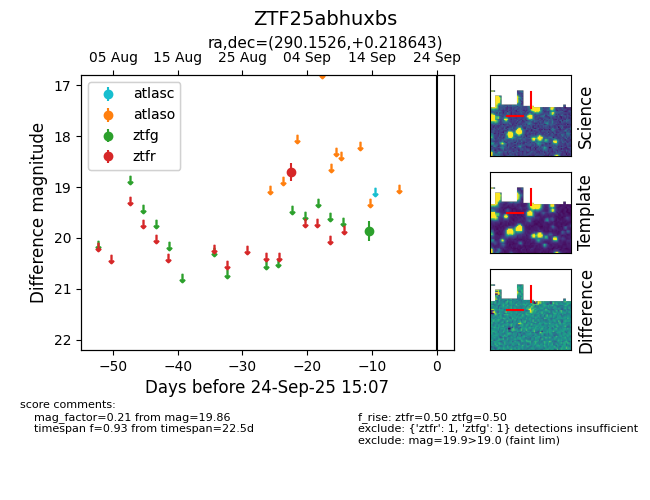 ZTF25abhuxbs
ra,dec=(290.1526,+0.218643)
05 Aug 15 Aug 25 Aug 04 Sep 14 Sep 24 Sep
atlasc
atlaso
ztfg
ztfr
17
18
19
20
21
22
Difference magnitude
−50 −40 −30 −20 −10 0
Days before 24-Sep-25 15:07
Science
Template
Difference
score comments:
mag_factor=0.21 from mag=19.86
timespan f=0.93 from timespan=22.5d
f_rise: ztfr=0.50 ztfg=0.50
exclude: {'ztfr': 1, 'ztfg': 1} detections insufficient
exclude: mag=19.9>19.0 (faint lim)